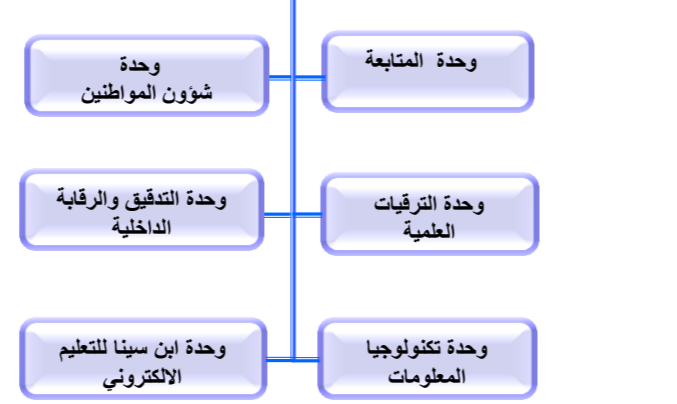 وحدة المتابعة
وحدة
شؤون المواطنين
وحدة الترقيات
العلمية
وحدة التدقيق والرقابة
الداخلية
وحدة تكنولوجيا
المعلومات
وحدة ابن سينا للتعليم
الالكتروني